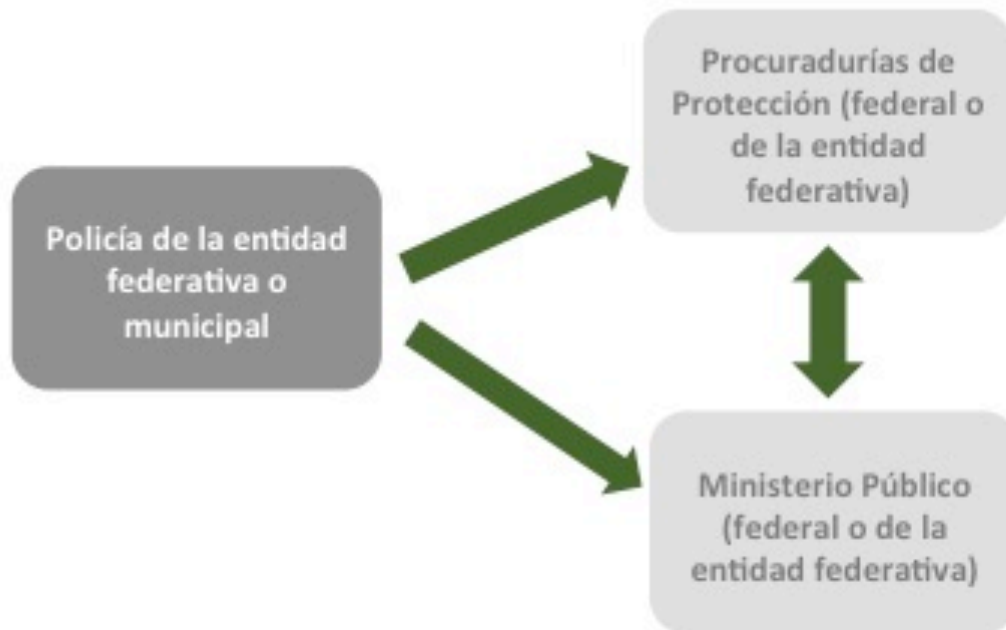 Procuradurías de
Protección (federal o
de la entidad
federativa)
Policía de la entidad
federativa o
municipal
Ministerio Público
(federal o de la
entidad federativa)